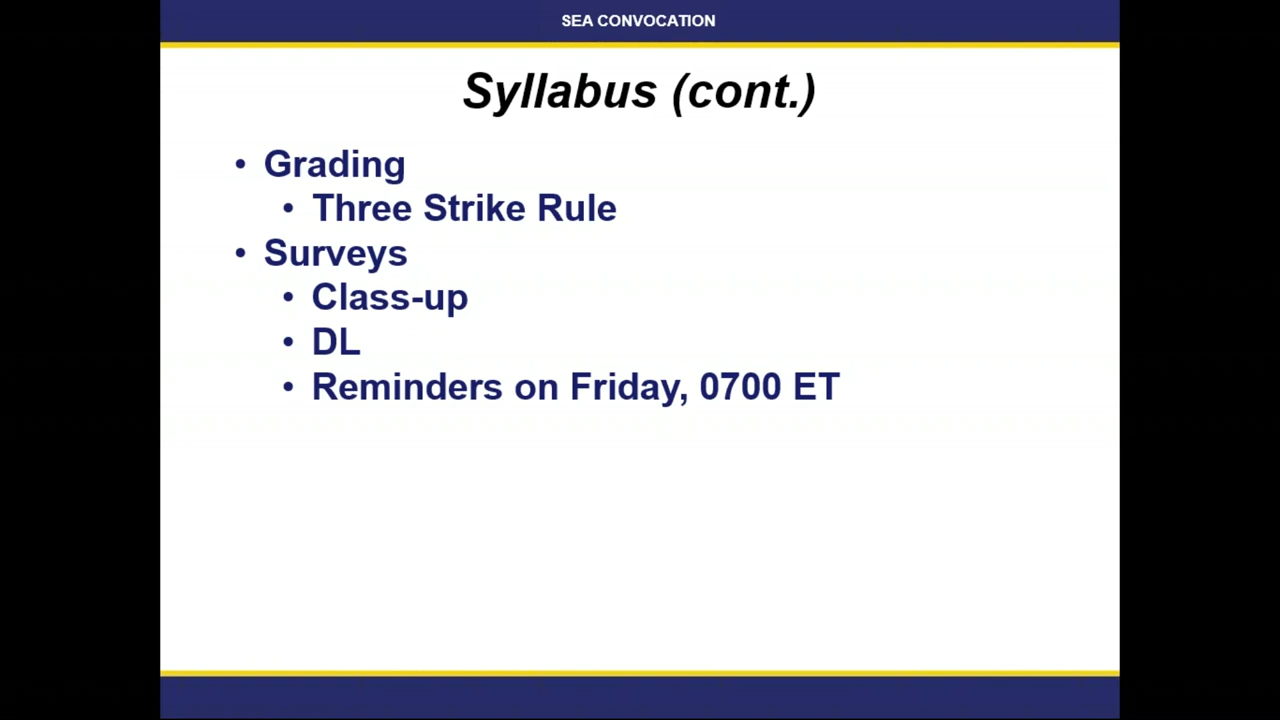 SEA CONVOCATION
Syllabus (cont.)
• Grading
• Three Strike Rule
• Surveys
• Class-up
• DL
• Reminders on Friday, 0700 ET